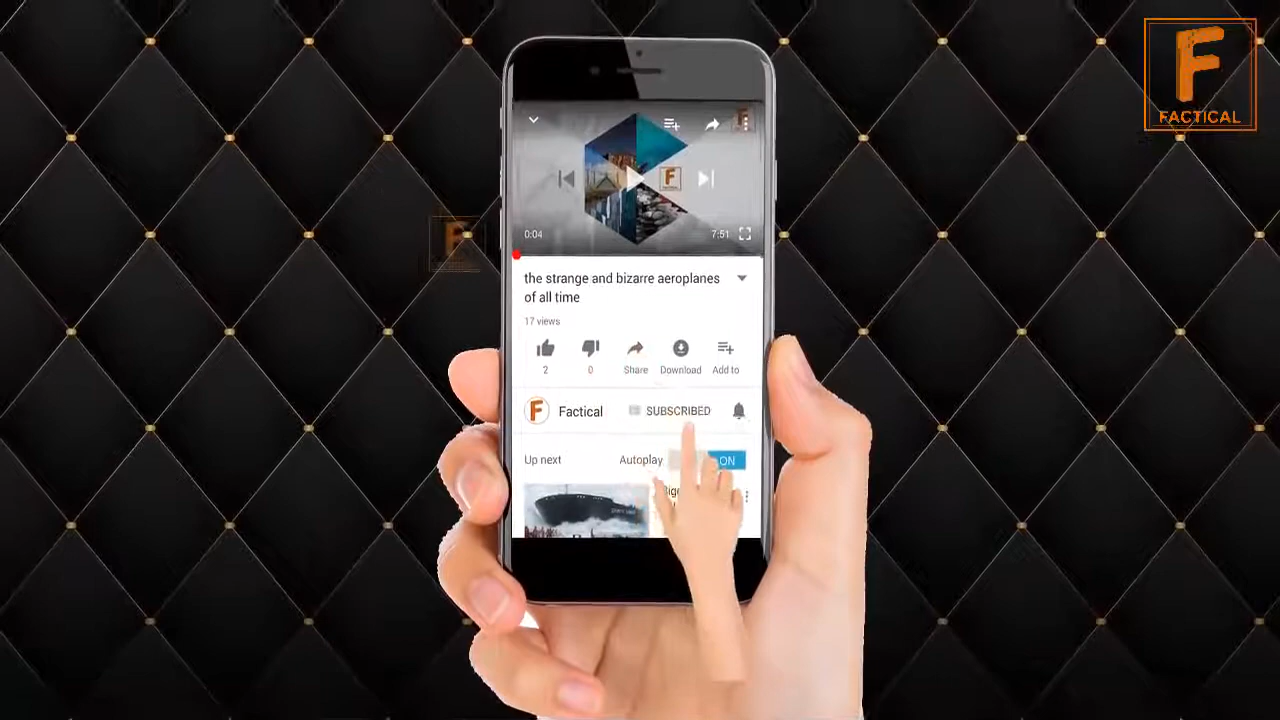 F
FACTICAL
0:04
7:51
the strange and bizarre aeroplanes
of all time
17 views
2
0
Share
Download
Add to
F
Factical
SUBSCRIBED
Up next
Autoplay
ON